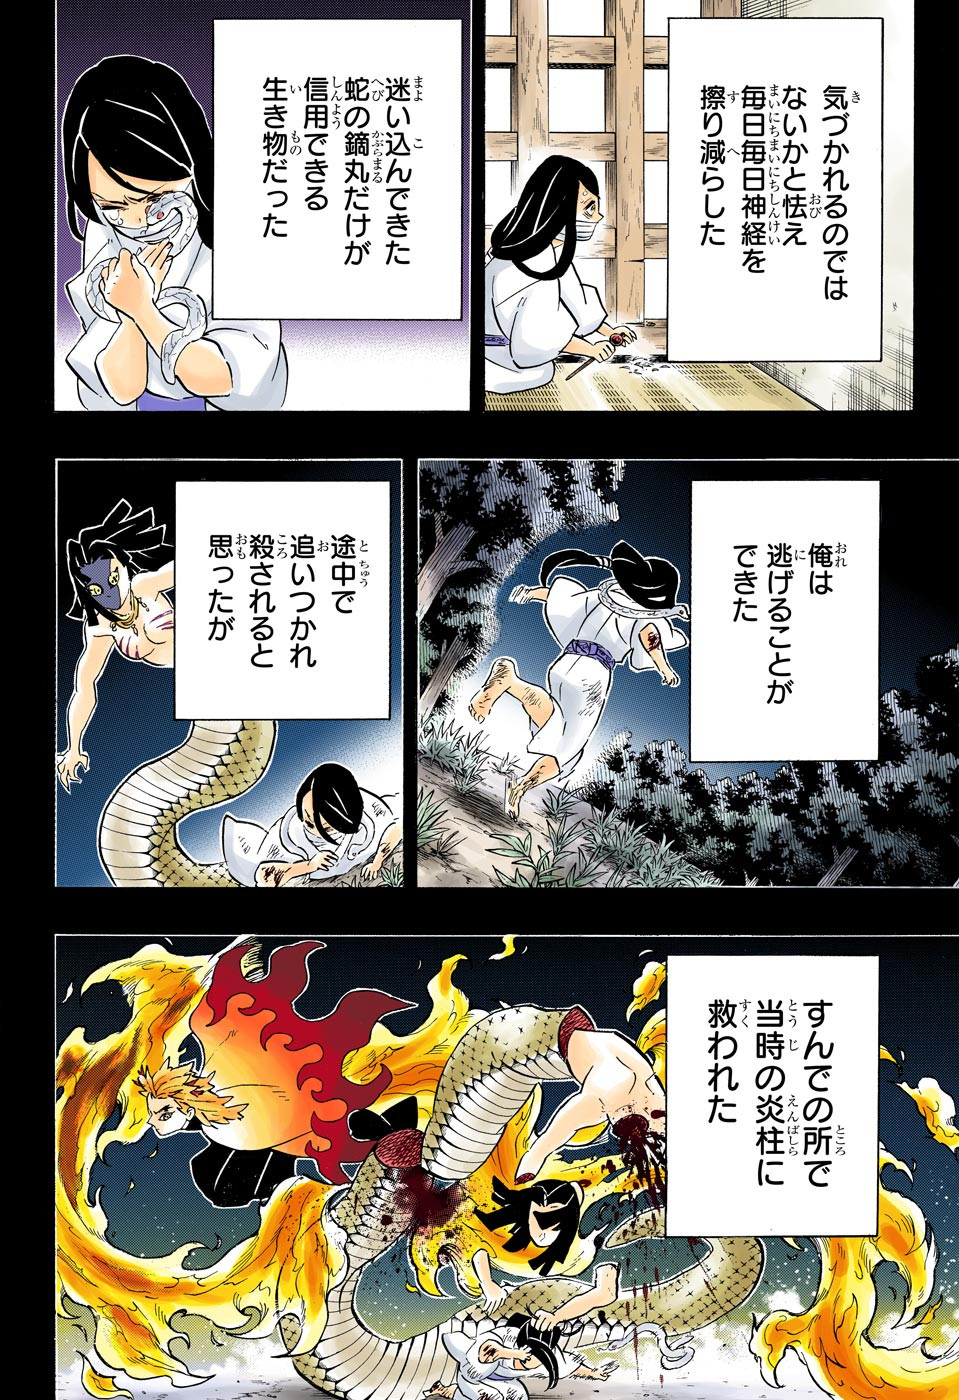 気づかれるのでは
ないかと怯え
毎日毎日神経を
擦り減らした
迷い込んできた
蛇の鏑丸だけが
信用できる
生き物だった
俺は
逃げることが
できた
途中で
追いつかれ
殺されると
思ったが
すんでの所で
当時の炎柱に
救われた